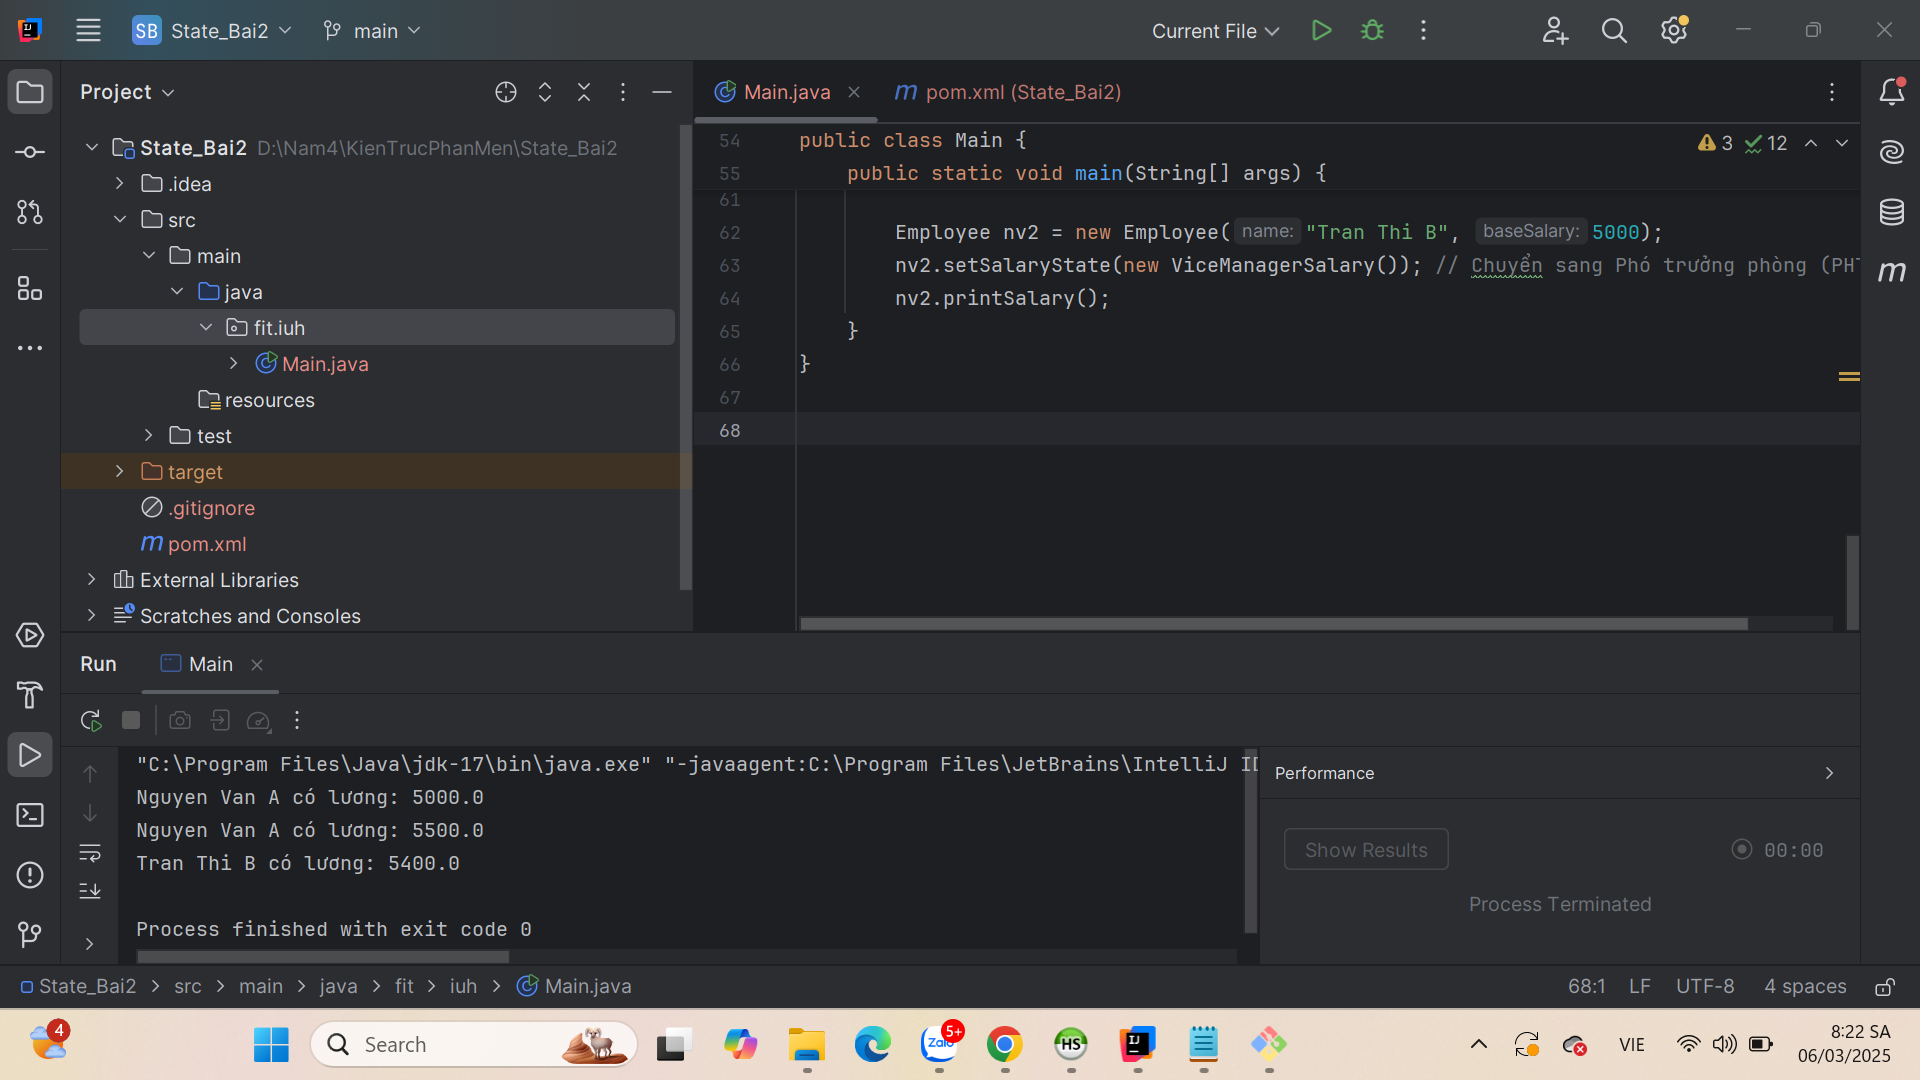 SB State_Bai2 main Current File
Project
Main.java
pom.xml (State_Bai2)
State_Bai2 D:\Nam4\KienTrucPhanMen\State_Bai2
.idea
src
main
java
fit.iuh
Main.java
resources
test
target
.gitignore
pom.xml
External Libraries
Scratches and Consoles
3 12
54 public class Main {
55 public static void main(String[] args) {
61
62 Employee nv2 = new Employee( name: "Tran Thi B", baseSalary: 5000);
63 nv2.setSalaryState(new ViceManagerSalary()); // Chuyển sang Phó trưởng phòng (PHT
64 nv2.printSalary();
65 }
66 }
67
68
Run Main
"C:\Program Files\Java\jdk-17\bin\java.exe" "-javaagent:C:\Program Files\JetBrains\IntelliJ ID
Nguyen Van A có lương: 5000.0
Nguyen Van A có lương: 5500.0
Tran Thi B có lương: 5400.0
Process finished with exit code 0
Performance
Show Results 00:00
Process Terminated
State_Bai2 > src > main > java > fit > iuh > Main.java 68:1 LF UTF-8 4 spaces
4
Search
Zalo 5+
HS
IJ
VIE
8:22 SA
06/03/2025